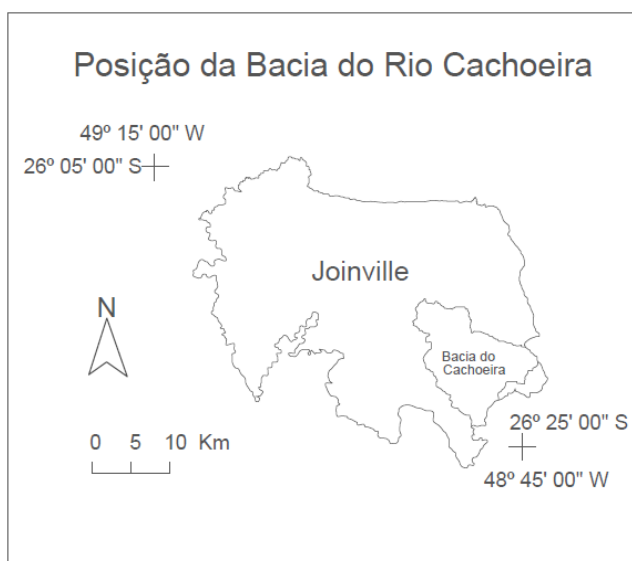 Posição da Bacia do Rio Cachoeira
49º 15' 00" W
26º 05' 00" S
Joinville
N
Bacia do
Cachoeira
26º 25' 00" S
0 5 10 Km
48º 45' 00" W